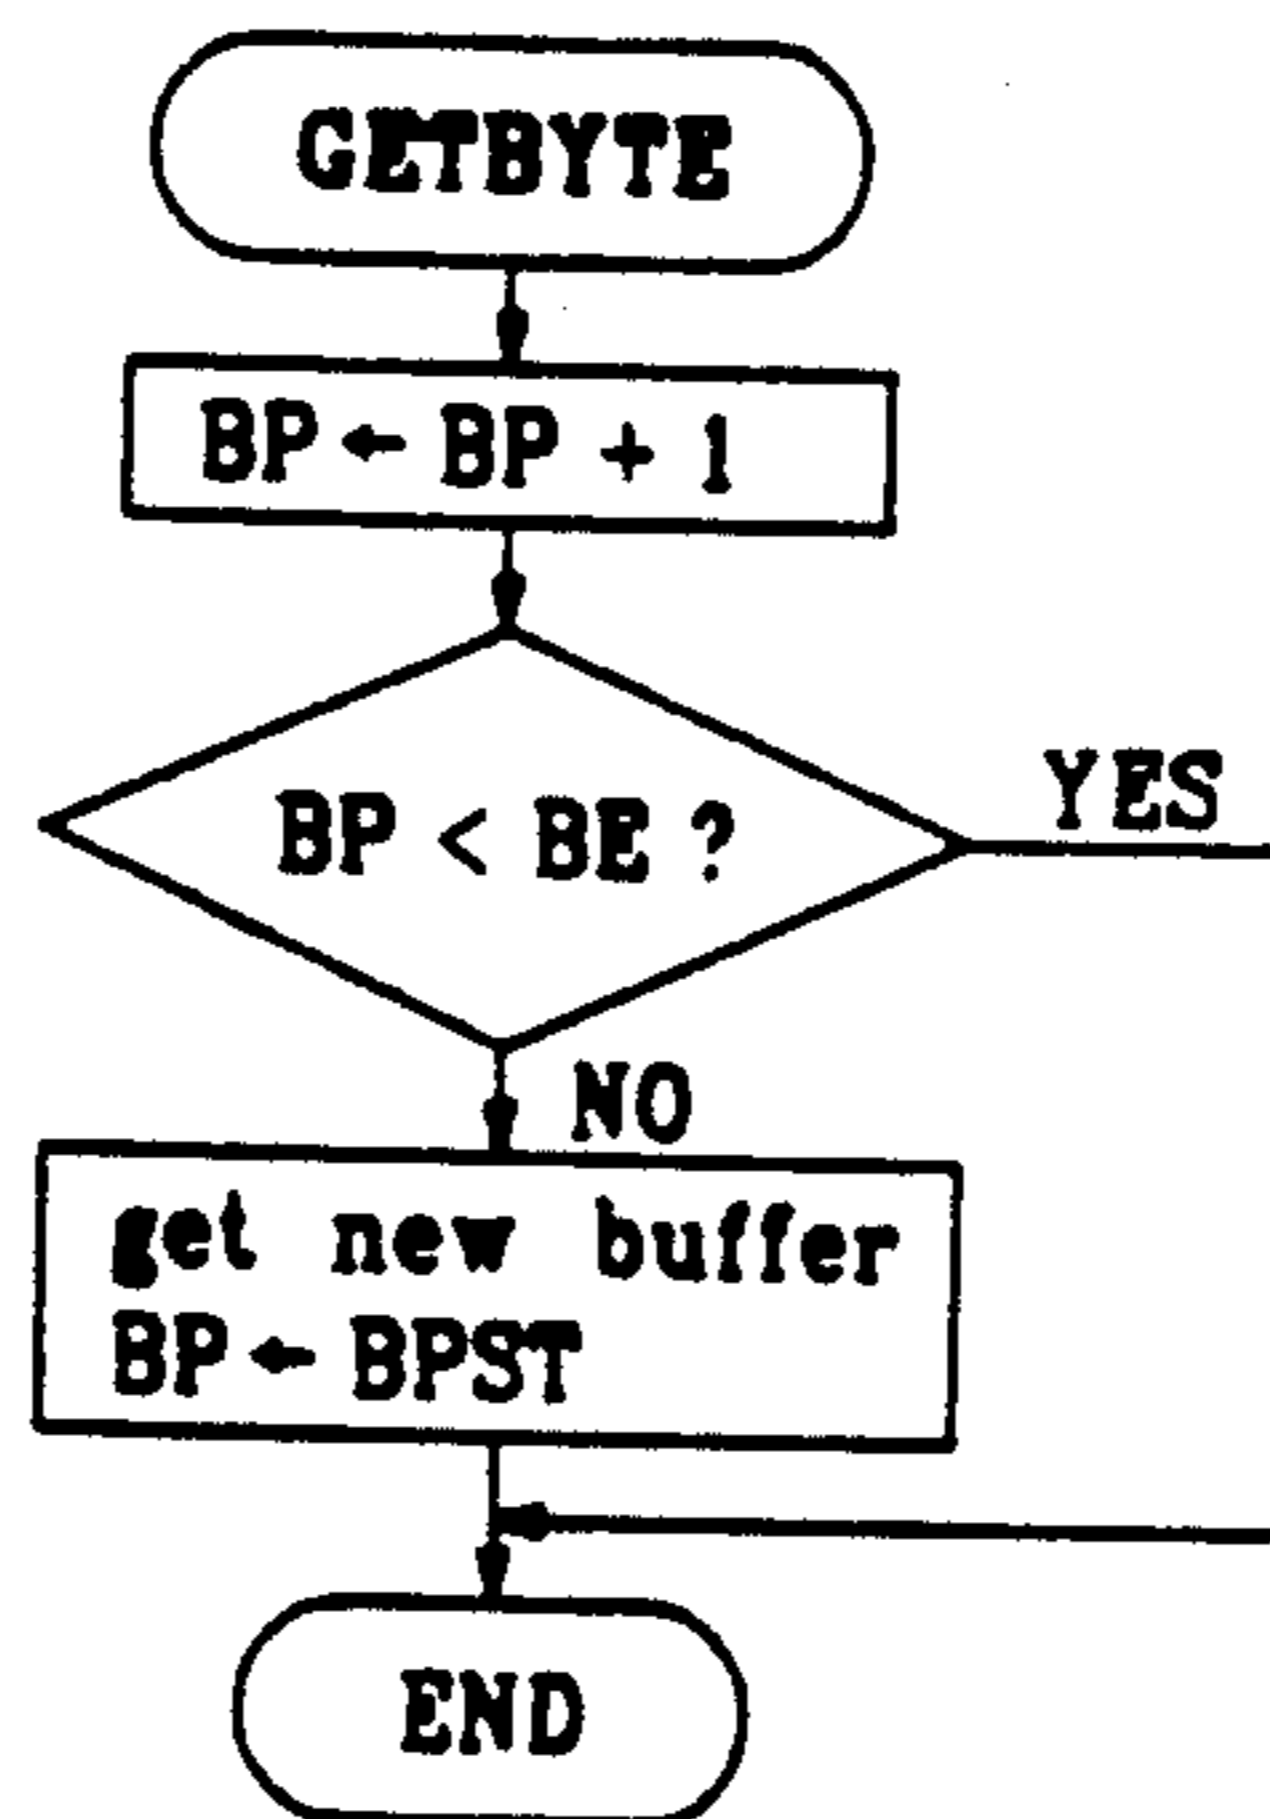 GETBYTE
BP ← BP + 1
BP < BE ?
YES
NO
get new buffer
BP ← BPST
END